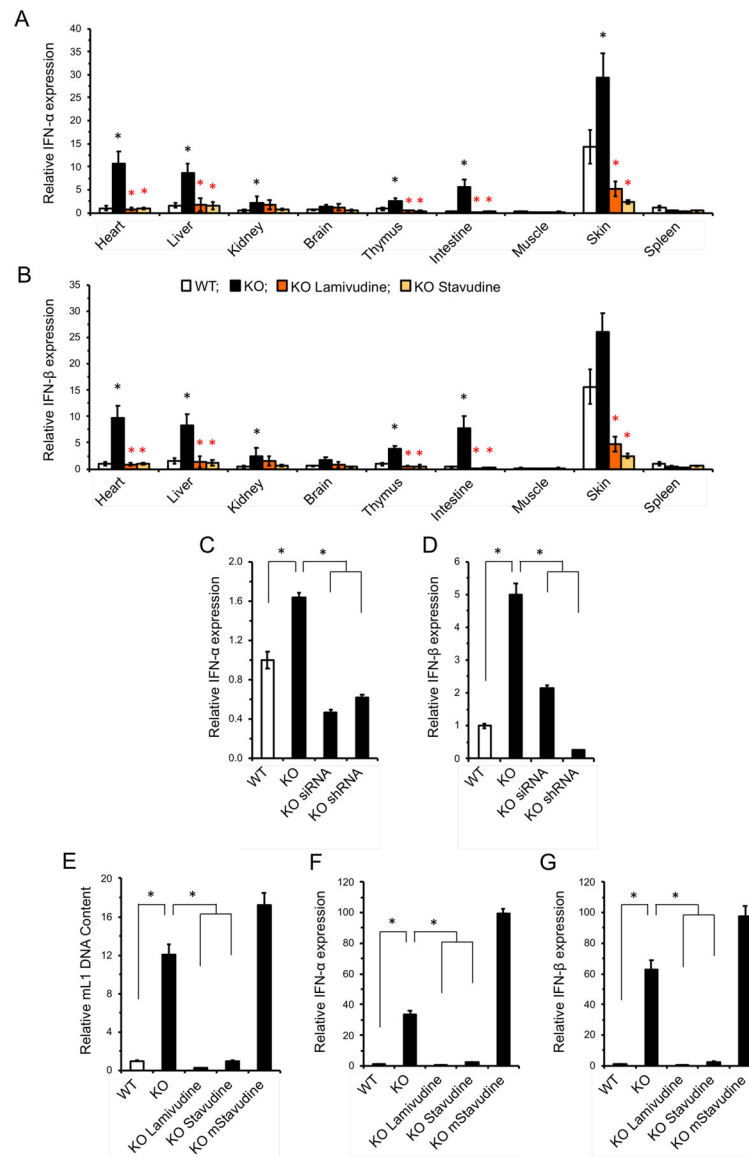 A
Relative IFN-α expression
40
35
30
25
20
15
10
5
0
* * * * * * * * * * * * * * * *
Heart Liver Kidney Brain Thymus Intestine Muscle Skin Spleen
B
WT; KO; KO Lamivudine; KO Stavudine
Relative IFN-β expression
35
30
25
20
15
10
5
0
* * * * * * * * * * * * * * *
Heart Liver Kidney Brain Thymus Intestine Muscle Skin Spleen
C
Relative IFN-α expression
2.0
1.6
1.2
0.8
0.4
0.0
* *
WT KO KO siRNA KO shRNA
D
Relative IFN-β expression
6
5
4
3
2
1
0
* *
WT KO KO siRNA KO shRNA
E
Relative mL1 DNA Content
20
16
12
8
4
0
* *
WT KO KO Lamivudine KO Stavudine KO mStavudine
F
Relative IFN-α expression
120
100
80
60
40
20
0
* *
WT KO KO Lamivudine KO Stavudine KO mStavudine
G
Relative IFN-β expression
120
100
80
60
40
20
0
* *
WT KO KO Lamivudine KO Stavudine KO mStavudine